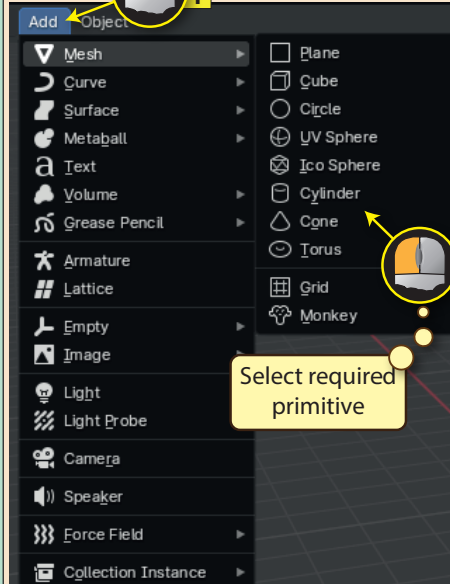 Add Object
Mesh
Curve
Surface
Metaball
Text
Volume
Grease Pencil
Armature
Lattice
Empty
Image
Light
Light Probe
Camera
Speaker
Force Field
Collection Instance
Plane
Cube
Circle
UV Sphere
Ico Sphere
Cylinder
Cone
Torus
Grid
Monkey
Select required
primitive